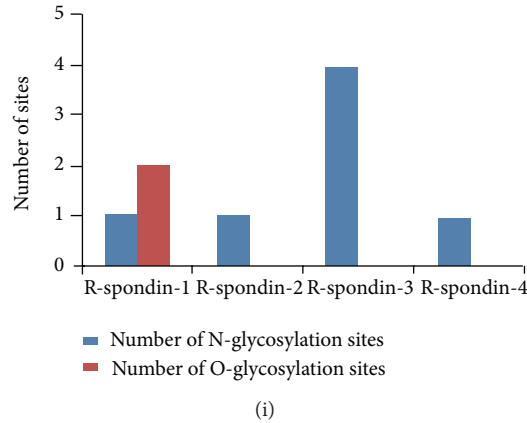 5
4
3
2
1
0
Number of sites
R-spondin-1 R-spondin-2 R-spondin-3 R-spondin-4
Number of N-glycosylation sites
Number of O-glycosylation sites
(i)